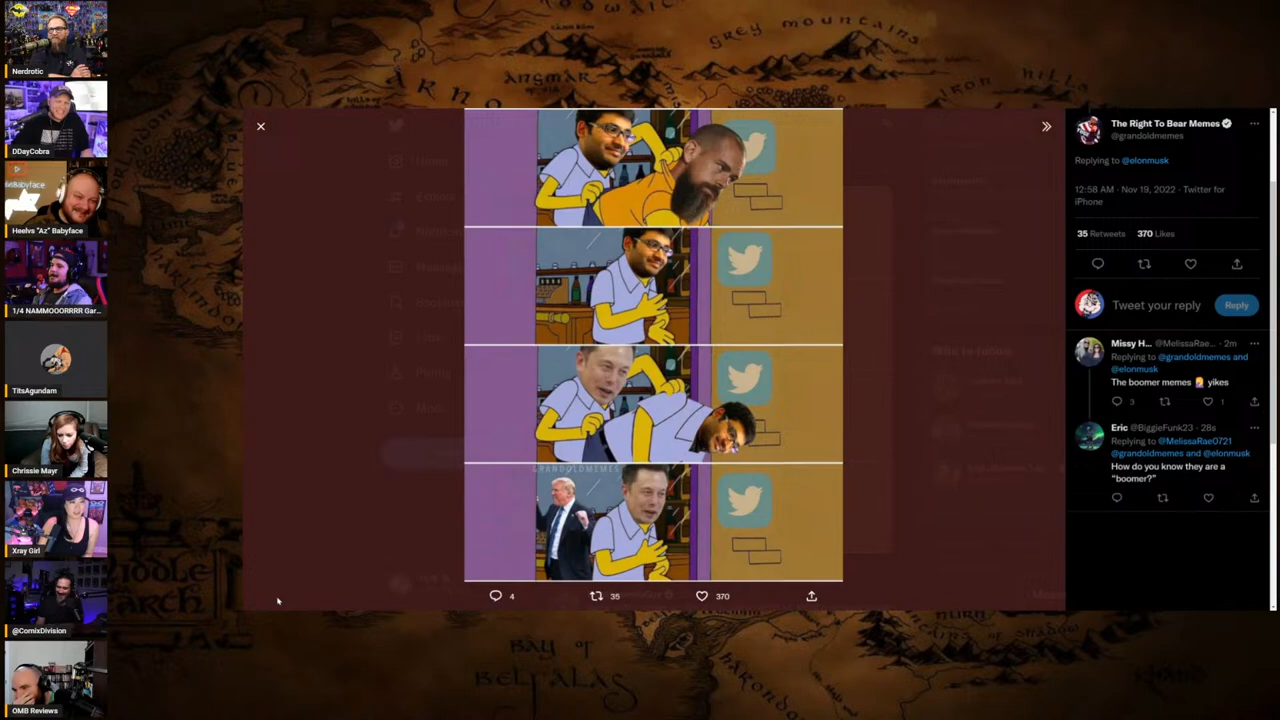 Nerdrotic
DDayCobra
Heelvs "Az" Babyface
1/4 NAMMOOORRRR Gar...
TitsAgundam
Chrissie Mayr
Xray Girl
@ComixDivision
OMB Reviews
GREY MOUNTAINS
ANGMAR
The Right To Bear Memes
@grandoldmemes
Replying to @elonmusk
12:58 AM · Nov 19, 2022 · Twitter for
iPhone
35 Retweets 370 Likes
Tweet your reply
Reply
Missy H... @MelissaRae... · 2m
Replying to @grandoldmemes and
@elonmusk
The boomer memes 🤦 yikes
3 1
Eric @BiggieFunk23 · 28s
Replying to @MelissaRae0721
@grandoldmemes and @elonmusk
How do you know they are a
"boomer?"
GRANDOLDMEMES
4 35 370
MIDDLE
EARTH
BAY OF
BELFALAS